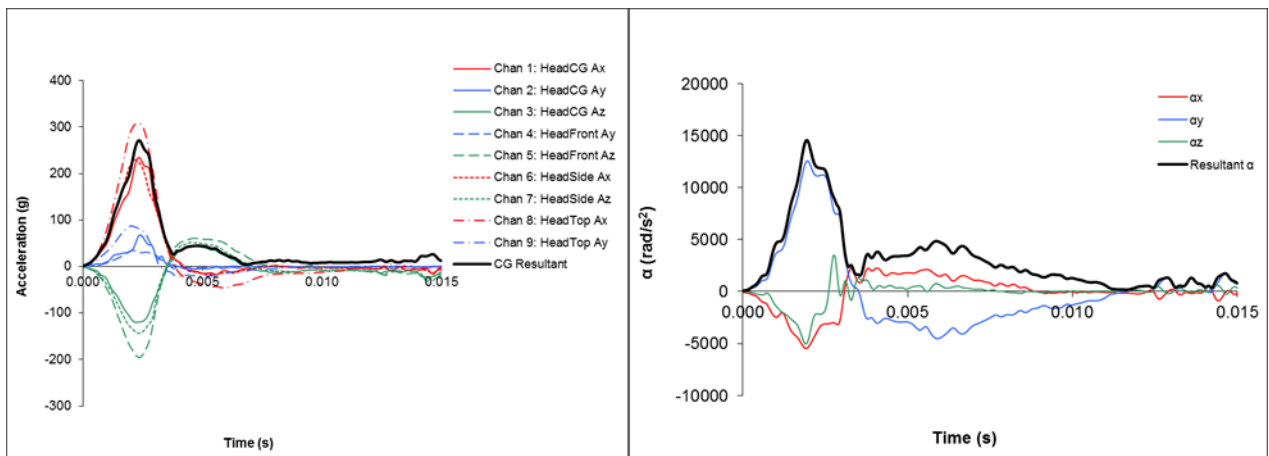 400
300
200
100
0
-100
-200
-300
0.000
0.005
0.010
0.015
Acceleration (g)
Time (s)
Chan 1: HeadCG Ax
Chan 2: HeadCG Ay
Chan 3: HeadCG Az
Chan 4: HeadFront Ay
Chan 5: HeadFront Az
Chan 6: HeadSide Ax
Chan 7: HeadSide Az
Chan 8: HeadTop Ax
Chan 9: HeadTop Ay
CG Resultant
20000
15000
10000
5000
0
-5000
-10000
0.000
0.005
0.010
0.015
α (rad/s²)
Time (s)
αx
αy
αz
Resultant α